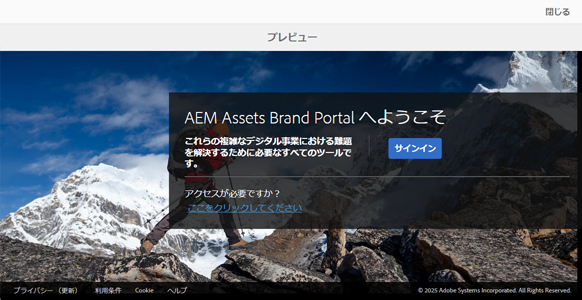 閉じる
プレビュー
AEM Assets Brand Portal へようこそ
これらの複雑なデジタル事業における難題
を解決するために必要なすべてのツールで
す。
サインイン
アクセスが必要ですか？
ここをクリックしてください
プライバシー （更新） 利用条件 Cookie ヘルプ © 2025 Adobe Systems Incorporated. All Rights Reserved.